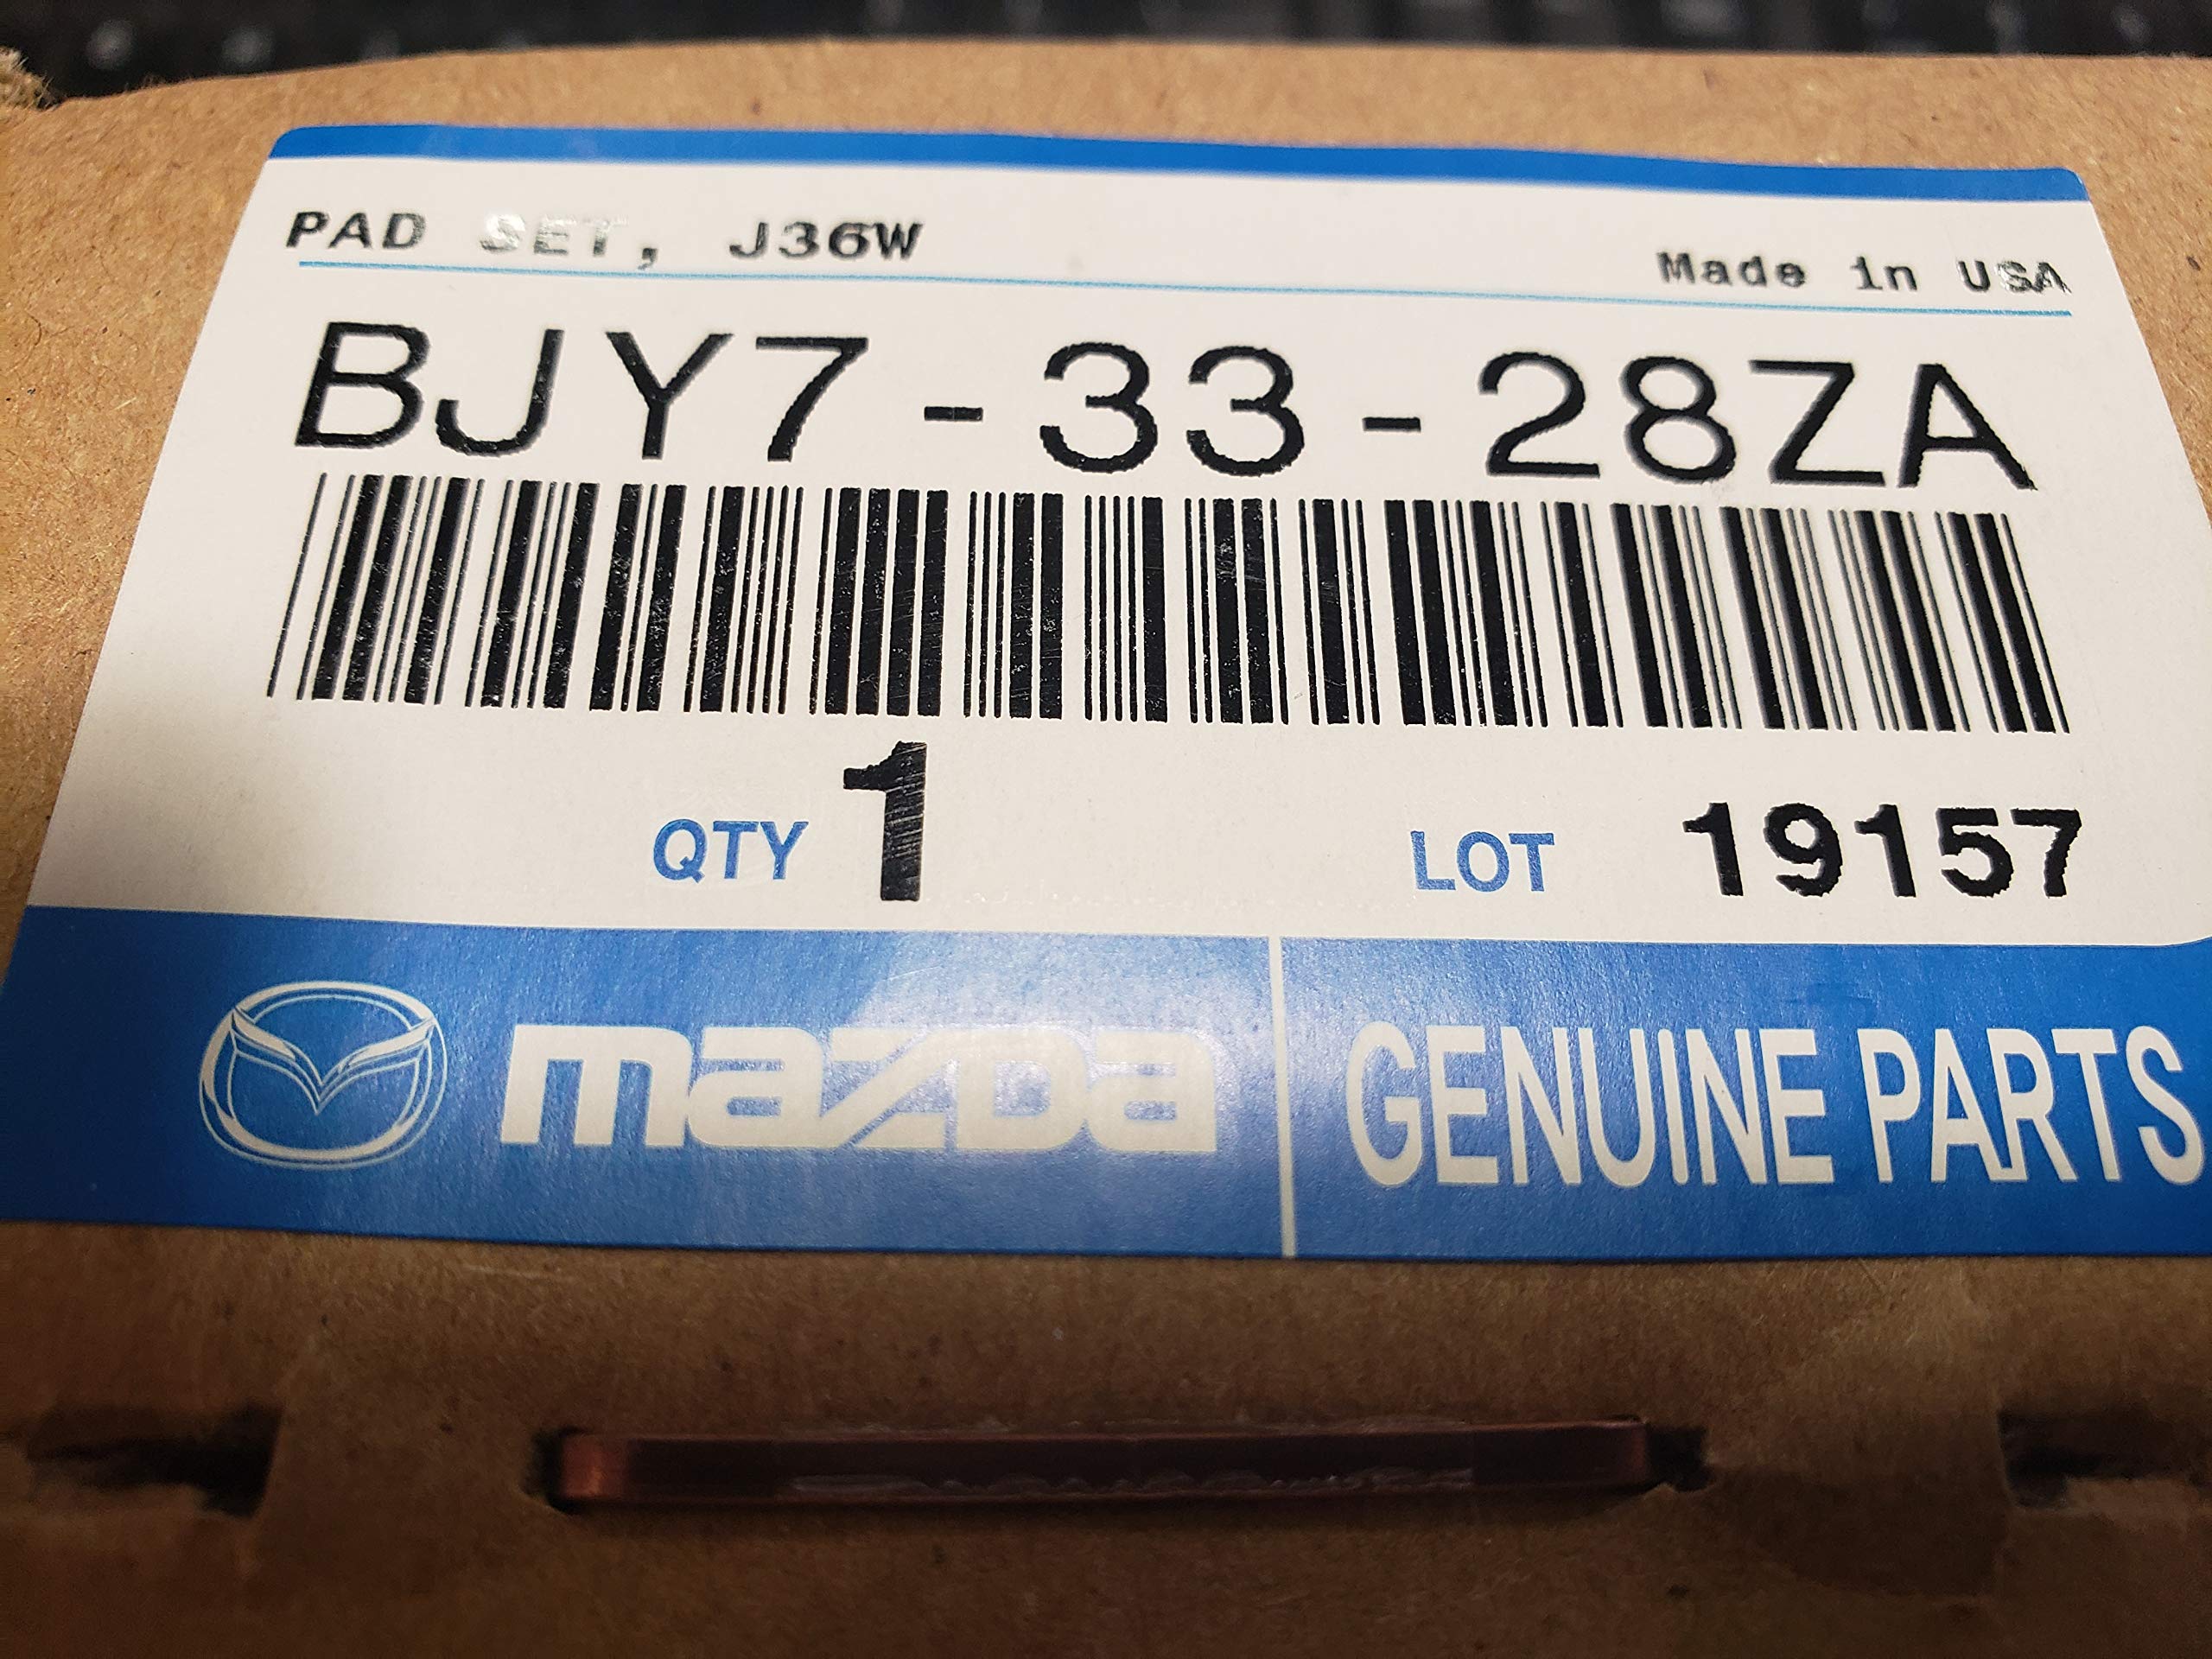 PAD SET, J36W
Made in USA
BJY7-33-28ZA
QTY 1
LOT 19157
mazda
GENUINE PARTS